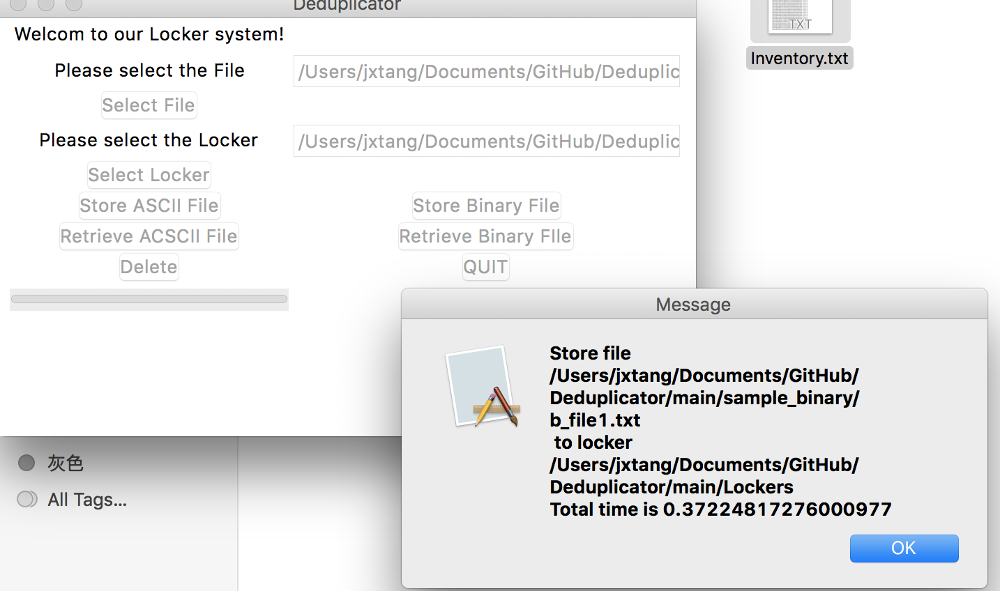 Deduplicator
Welcom to our Locker system!
Please select the File
/Users/jxtang/Documents/GitHub/Deduplic
Select File
Please select the Locker
/Users/jxtang/Documents/GitHub/Deduplic
Select Locker
Store ASCII File
Store Binary File
Retrieve ACSCII File
Retrieve Binary FIle
Delete
QUIT
TXT
Inventory.txt
灰色
All Tags...
Message
Store file
/Users/jxtang/Documents/GitHub/
Deduplicator/main/sample_binary/
b_file1.txt
to locker
/Users/jxtang/Documents/GitHub/
Deduplicator/main/Lockers
Total time is 0.37224817276000977
OK